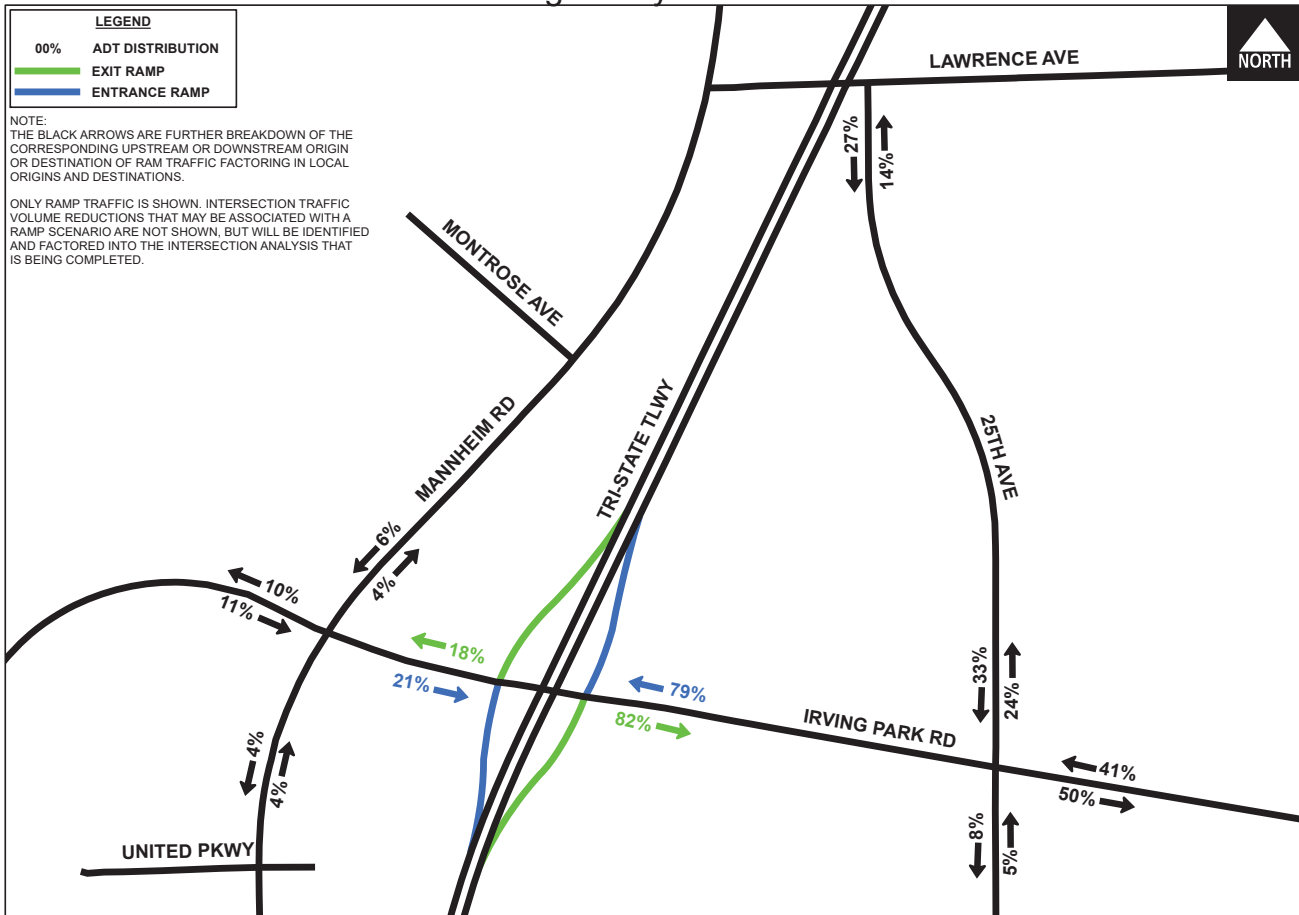 LEGEND
00% ADT DISTRIBUTION
EXIT RAMP
ENTRANCE RAMP
NOTE:
THE BLACK ARROWS ARE FURTHER BREAKDOWN OF THE
CORRESPONDING UPSTREAM OR DOWNSTREAM ORIGIN
OR DESTINATION OF RAM TRAFFIC FACTORING IN LOCAL
ORIGINS AND DESTINATIONS.
ONLY RAMP TRAFFIC IS SHOWN. INTERSECTION TRAFFIC
VOLUME REDUCTIONS THAT MAY BE ASSOCIATED WITH A
RAMP SCENARIO ARE NOT SHOWN, BUT WILL BE IDENTIFIED
AND FACTORED INTO THE INTERSECTION ANALYSIS THAT
IS BEING COMPLETED.
NORTH
LAWRENCE AVE
27%
14%
MONTROSE AVE
MANNHEIM RD
TRI-STATE TLWY
25TH AVE
6%
4%
10%
11%
18%
21%
79%
82%
33%
24%
IRVING PARK RD
41%
50%
4%
4%
8%
5%
UNITED PKWY